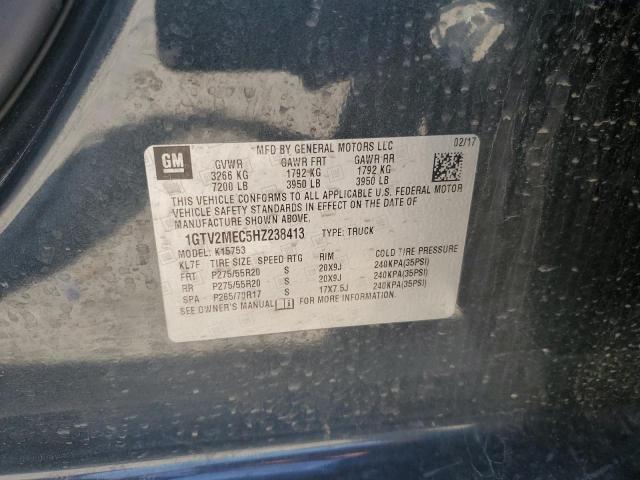 GM
MFD BY GENERAL MOTORS LLC 02/17
GVWR GAWR FRT GAWR RR
3266 KG 1792 KG 1792 KG
7200 LB 3950 LB 3950 LB
THIS VEHICLE CONFORMS TO ALL APPLICABLE U.S. FEDERAL MOTOR
VEHICLE SAFETY STANDARDS IN EFFECT ON THE DATE OF
MANUFACTURE SHOWN ABOVE.
1GTV2MEC5HZ238413 TYPE: TRUCK
MODEL: K15753
KL7F TIRE SIZE SPEED RTG RIM COLD TIRE PRESSURE
FRT P275/55R20 S 20X9J 240KPA(35PSI)
RR P275/55R20 S 20X9J 240KPA(35PSI)
SPA P265/70R17 S 17X7.5J 240KPA(35PSI)
SEE OWNER'S MANUAL FOR MORE INFORMATION.